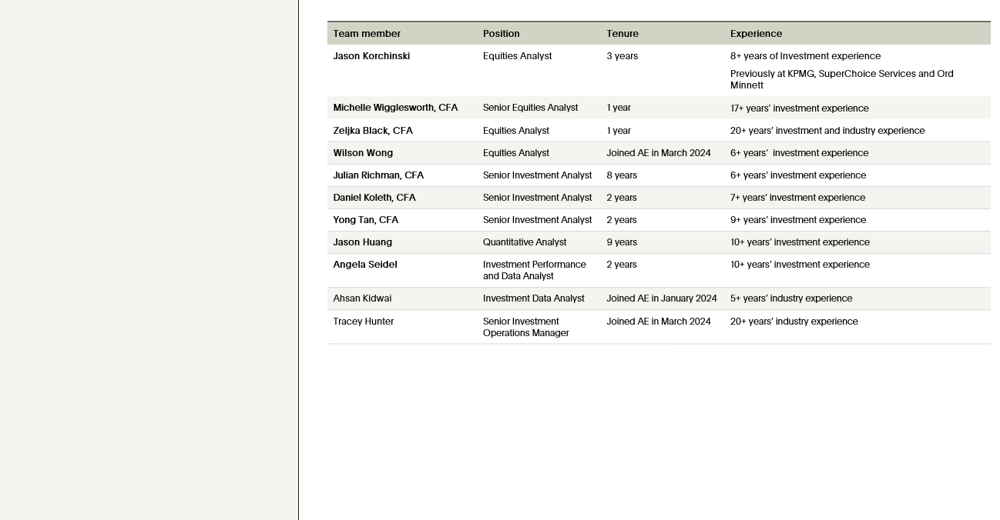 Team member Position Tenure Experience
Jason Korchinski Equities Analyst 3 years 8+ years of Investment experience
Previously at KPMG, SuperChoice Services and Ord
Minnett
Michelle Wigglesworth, CFA Senior Equities Analyst 1 year 17+ years’ investment experience
Zeljka Black, CFA Equities Analyst 1 year 20+ years’ investment and industry experience
Wilson Wong Equities Analyst Joined AE in March 2024 6+ years’  investment experience
Julian Richman, CFA Senior Investment Analyst 8 years 6+ years’ investment experience
Daniel Koleth, CFA Senior Investment Analyst 2 years 7+ years’ investment experience
Yong Tan, CFA Senior Investment Analyst 2 years 9+ years’ investment experience
Jason Huang Quantitative Analyst 9 years 10+ years’ investment experience
Angela Seidel Investment Performance 2 years 10+ years’ investment experience
and Data Analyst
Ahsan Kidwai Investment Data Analyst Joined AE in January 2024 5+ years’ industry experience
Tracey Hunter Senior Investment Joined AE in March 2024 20+ years’ industry experience
Operations Manager